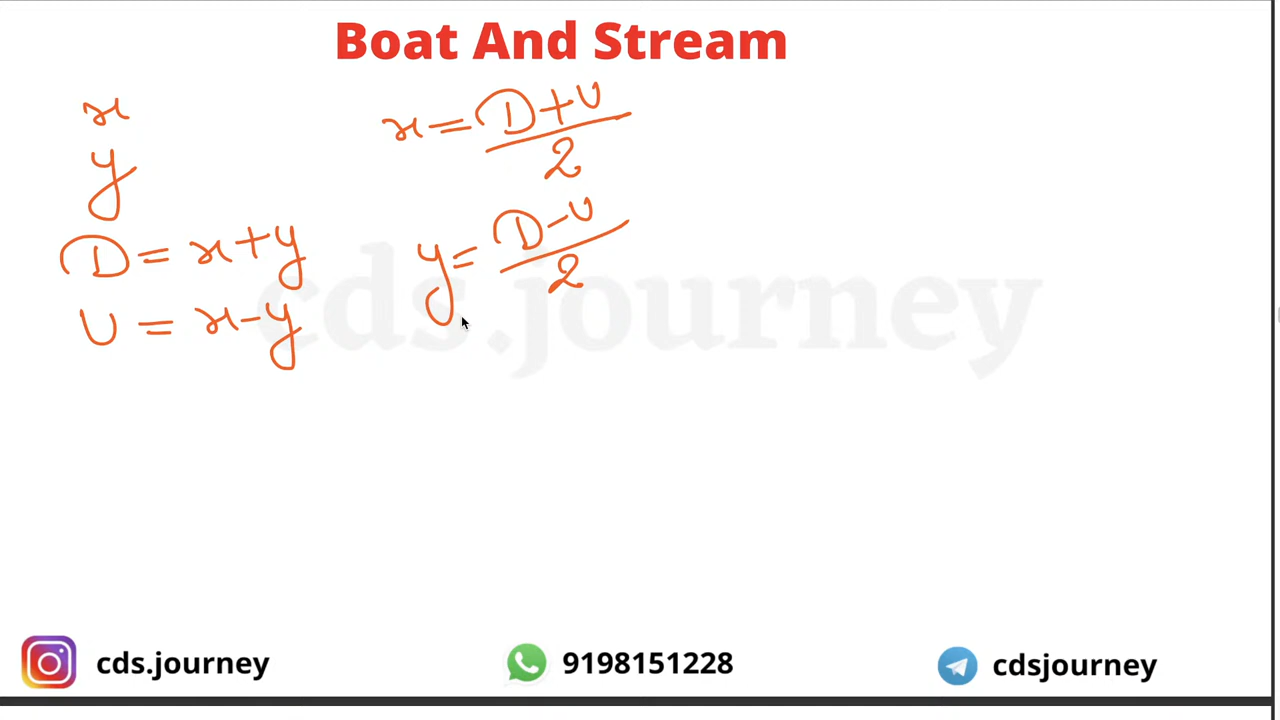 Boat And Stream
x
y
D = x+y
U = x-y
x = D+U
2
y = D-U
2
cds.journey
cds.journey
9198151228
cdsjourney